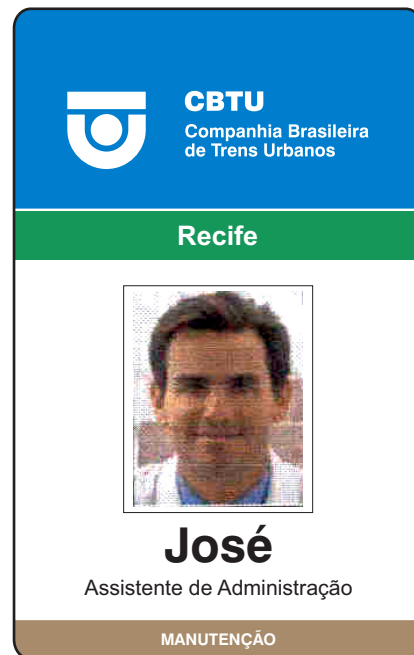 CBTU
Companhia Brasileira
de Trens Urbanos
Recife
José
Assistente de Administração
MANUTENÇÃO